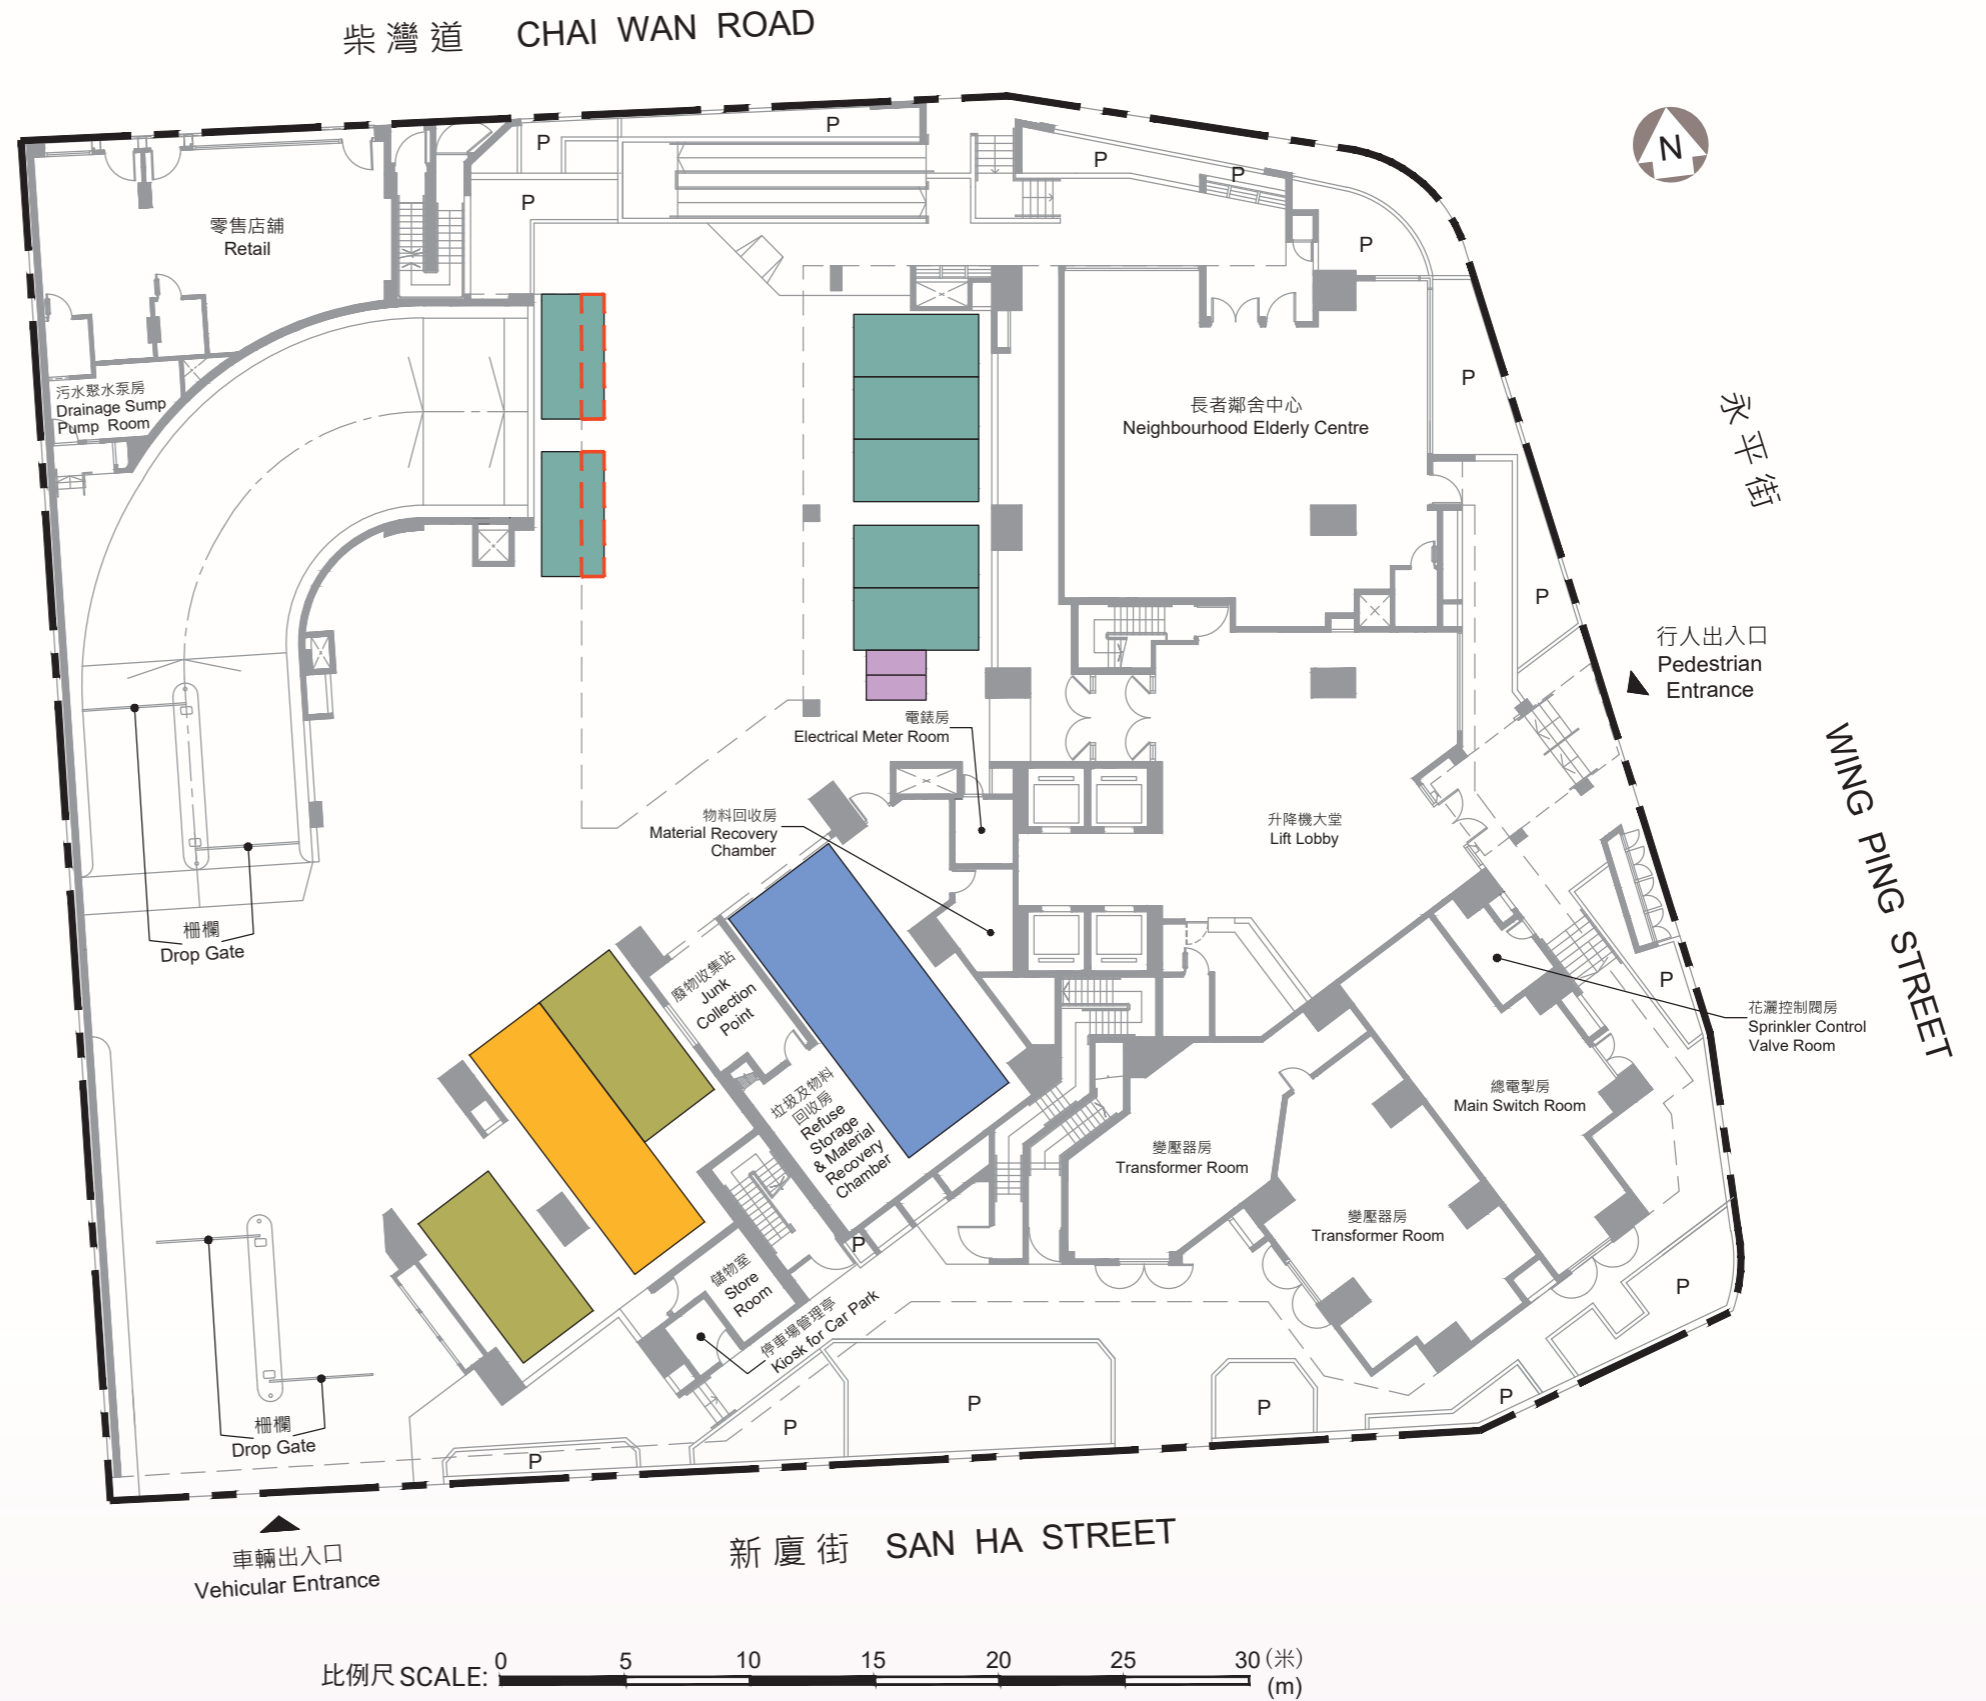 柴灣道 CHAI WAN ROAD
P
P
P
P
P
N
零售店舖
Retail
P
污水泵水泵房
Drainage Sump
Pump Room
P
長者鄰舍中心
Neighbourhood Elderly Centre
永平街
P
行人出入口
Pedestrian
Entrance
電錶房
Electrical Meter Room
WING PING STREET
物料回收房
Material Recovery
Chamber
升降機大堂
Lift Lobby
柵欄
Drop Gate
廢物收集站
Junk
Collection
Point
P
花灑控制閥房
Sprinkler Control
Valve Room
垃圾及物料
回收房
Refuse
Storage
& Material
Recovery
Chamber
總電掣房
Main Switch Room
變壓器房
Transformer Room
變壓器房
Transformer Room
P
儲物室
Store
Room
P
停車場管理亭
Kiosk for Car Park
柵欄
Drop Gate
P
P
P
P
P
車輛出入口
Vehicular Entrance
新廈街 SAN HA STREET
比例尺 SCALE: 0 5 10 15 20 25 30 (米)
(m)